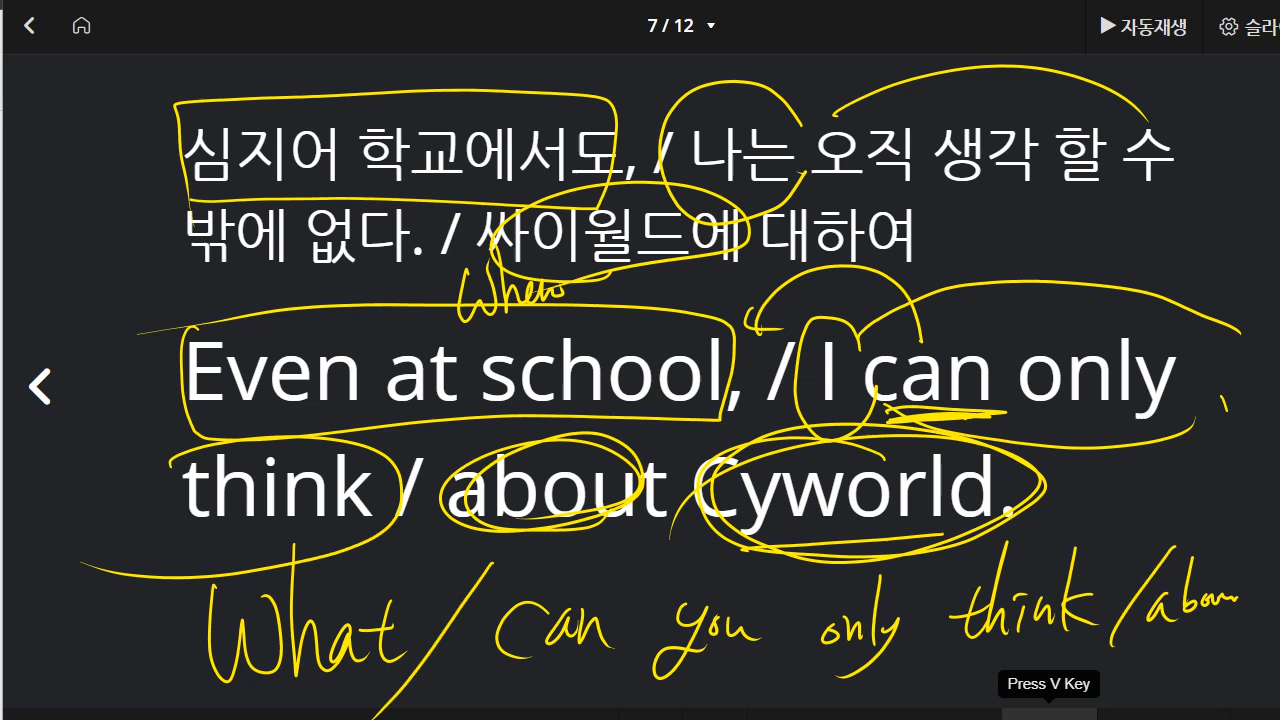 7 / 12
자동재생
슬라
심지어 학교에서도, / 나는 오직 생각 할 수
밖에 없다. / 싸이월드에 대하여
When
Even at school, / I can only
think / about Cyworld.
What / can you only think / about
Press V Key